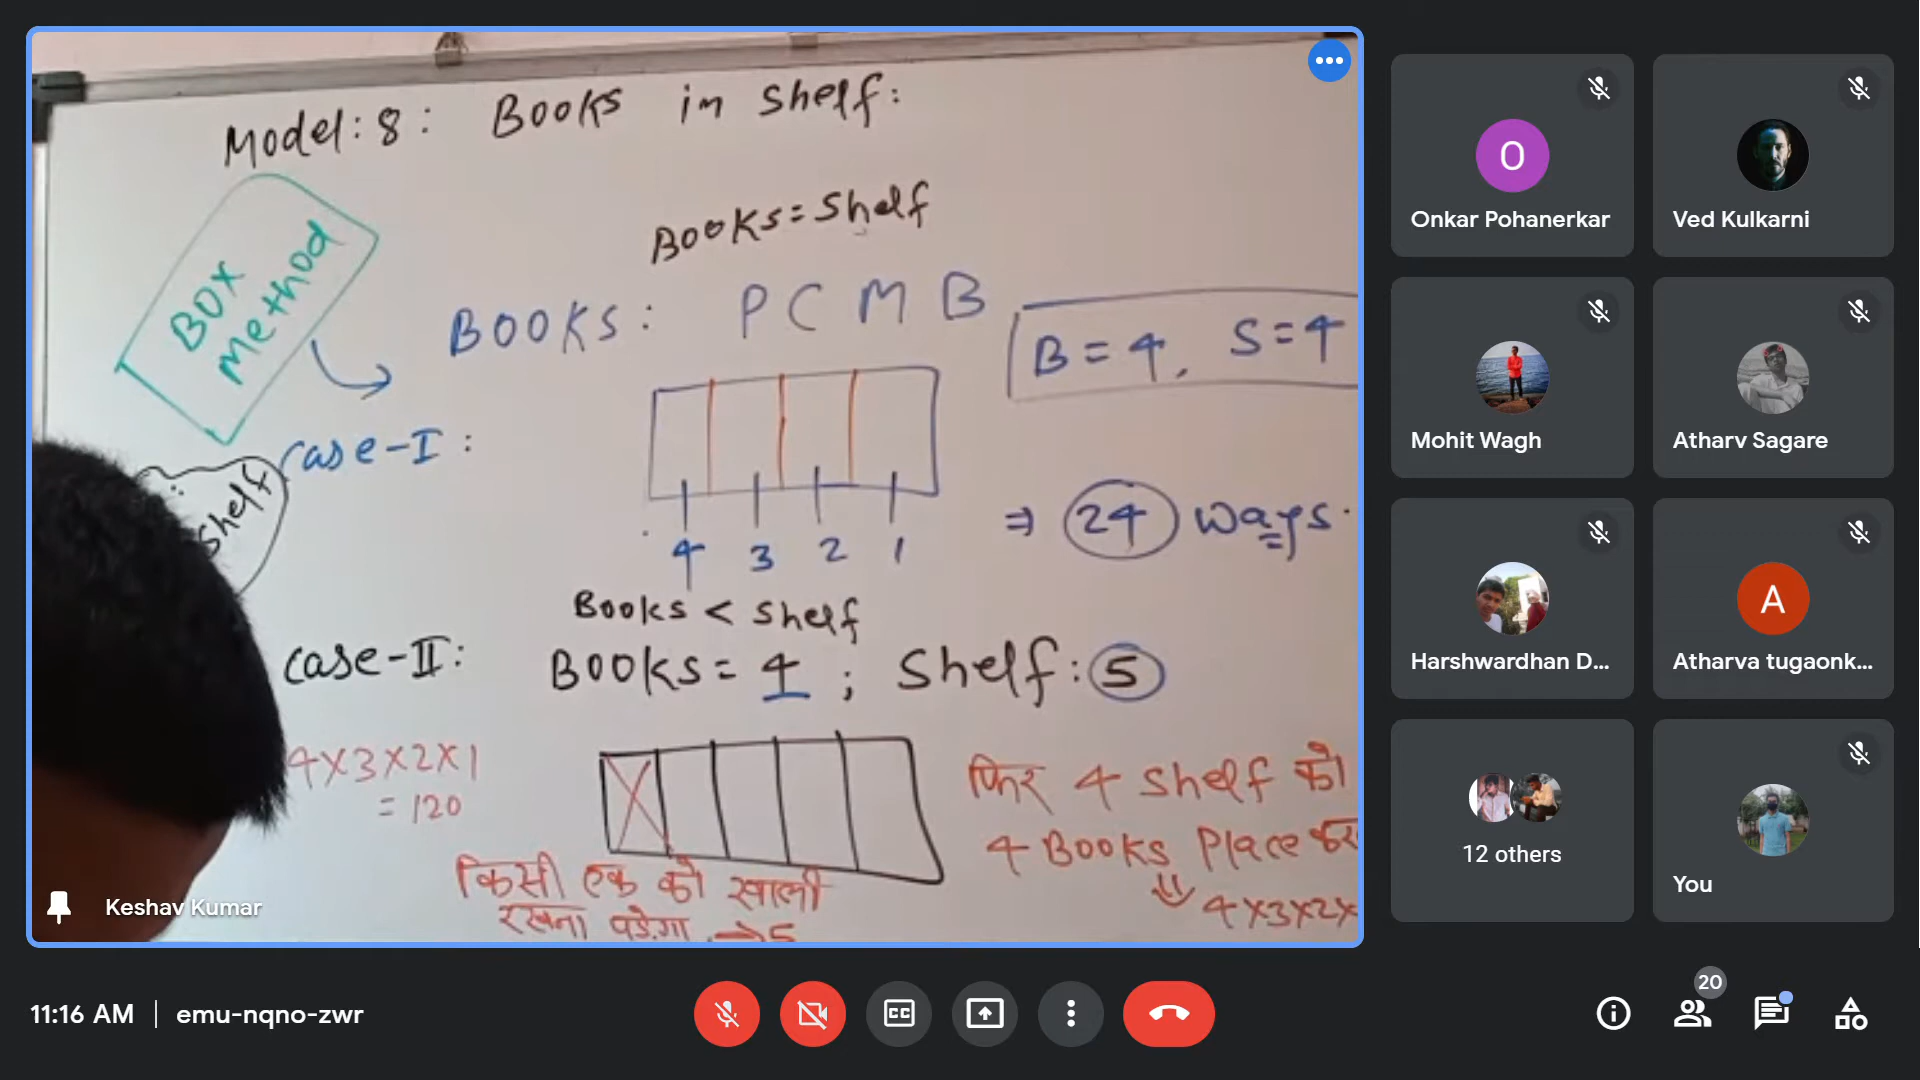 Model: 8: Books in Shelf:
BOX
Method
Books = Shelf
BOOKS: P C M B
B = 4, S = 4
Case-I:
Shelf
4 3 2 1
⇒ 24 ways.
Books < Shelf
Case-II: Books = 4 ; Shelf: 5
4×3×2×1
= 120
फिर 4 Shelf को
4 Books Place
4×3×2×
किसी एक को खाली
रखना पड़ेगा → 5
Keshav Kumar
O
Onkar Pohanerkar
Ved Kulkarni
Mohit Wagh
Atharv Sagare
Harshwardhan D...
A
Atharva tugaonk...
12 others
You
11:16 AM | emu-nqno-zwr
CC
20